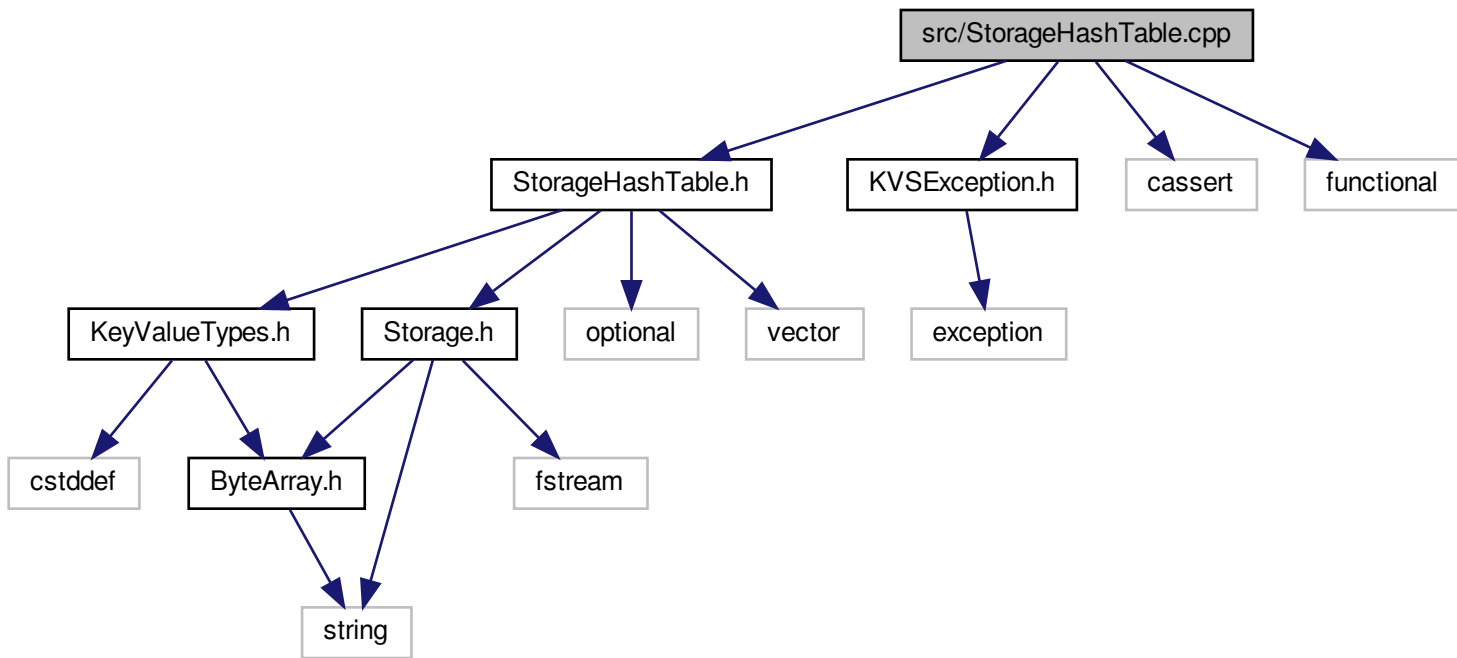 src/StorageHashTable.cpp
StorageHashTable.h
KVSException.h
cassert
functional
KeyValueTypes.h
Storage.h
optional
vector
exception
cstddef
ByteArray.h
fstream
string